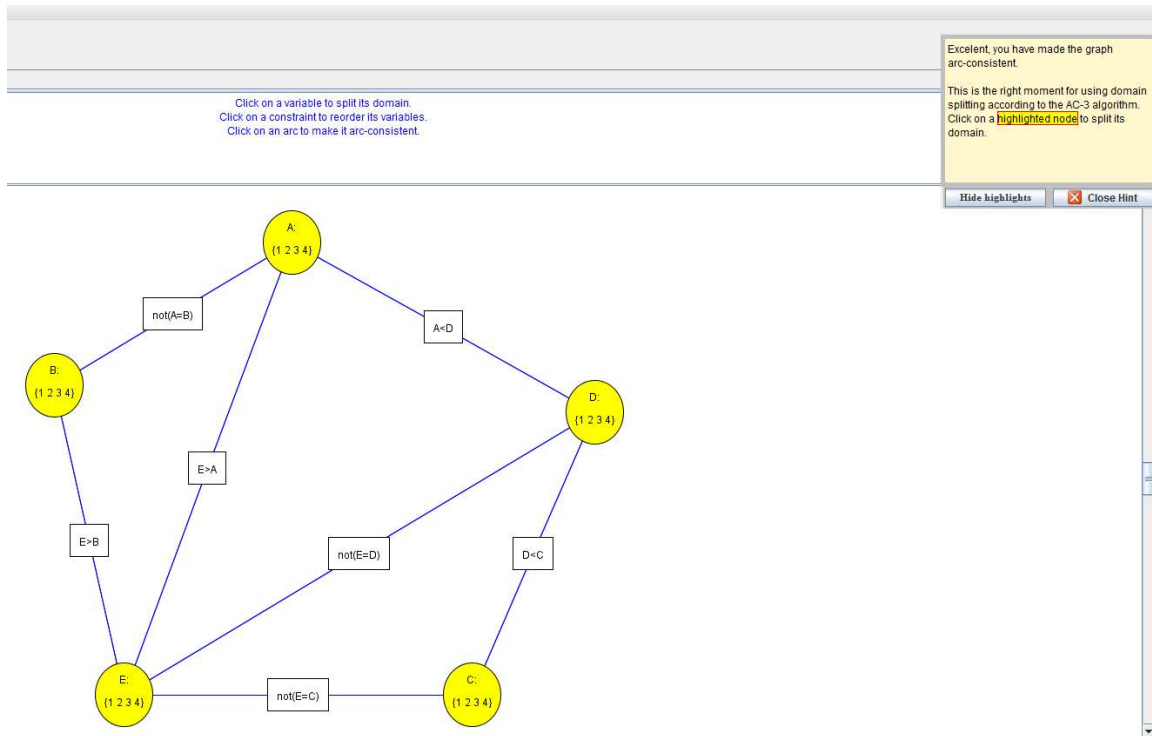 Excelent, you have made the graph
arc-consistent.
This is the right moment for using domain
splitting according to the AC-3 algorithm.
Click on a highlighted node to split its
domain.
Hide highlights
Close Hint
Click on a variable to split its domain.
Click on a constraint to reorder its variables.
Click on an arc to make it arc-consistent.
A:
{1 2 3 4}
not(A=B)
A<D
B:
{1 2 3 4}
D:
{1 2 3 4}
E>A
E>B
not(E=D)
D<C
E:
{1 2 3 4}
not(E=C)
C:
{1 2 3 4}